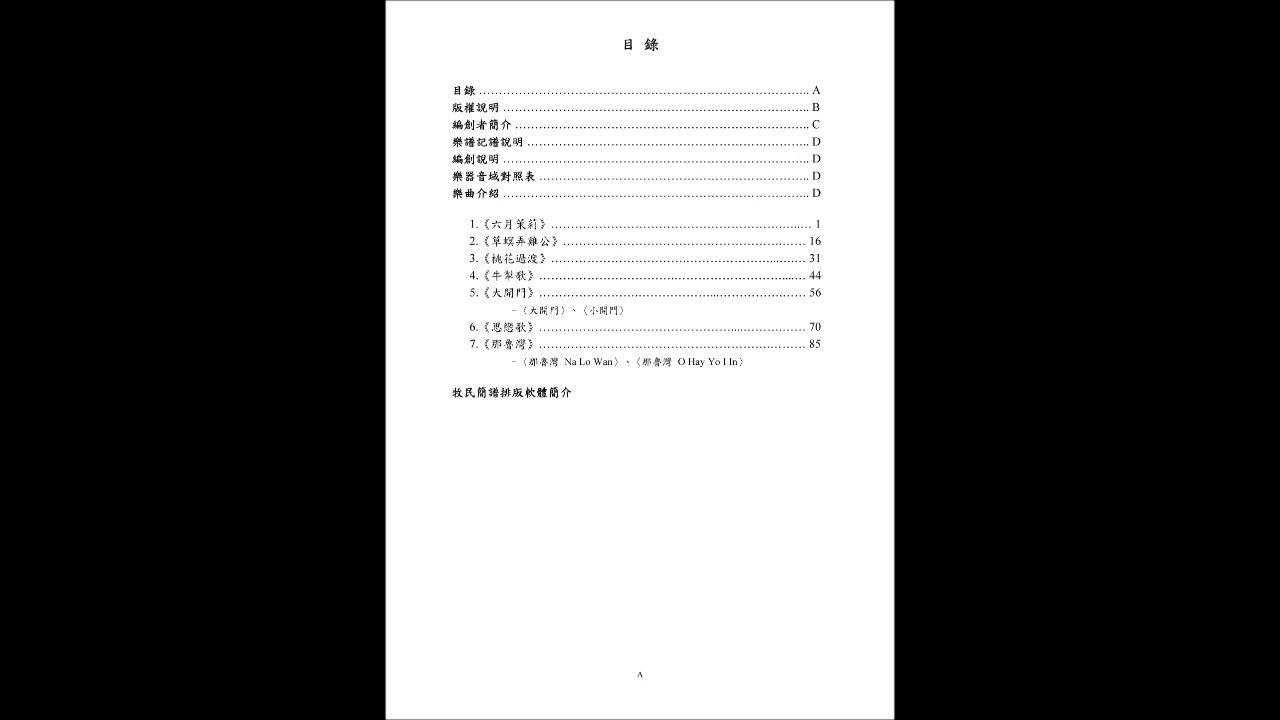 目 錄
目錄 ………………………………………………………………………….. A
版權說明 ………………………………………………………………….. B
編創者簡介 ……………………………………………………………….. C
樂譜記譜說明 …………………………………………………………….. D
編創說明 ………………………………………………………………….. D
樂器音域對照表 ………………………………………………………….. D
樂曲介紹 ………………………………………………………………….. D
1.《六月茉莉》……………………………………………………..… 1
2.《草螟弄雞公》……………………………………………….…… 16
3.《桃花過渡》………………………………………………...…… 31
4.《牛犁歌》……………………………………………………....… 44
5.《大開門》…………………….………………...………………… 56
–〈大開門〉、〈小開門〉
6.《思戀歌》…………………………………………....……….…… 70
7.《那魯灣》………………………………………………….……… 85
–〈那魯灣 Na Lo Wan〉、〈那魯灣 O Hay Yo I In〉
牧民簡譜排版軟體簡介
A